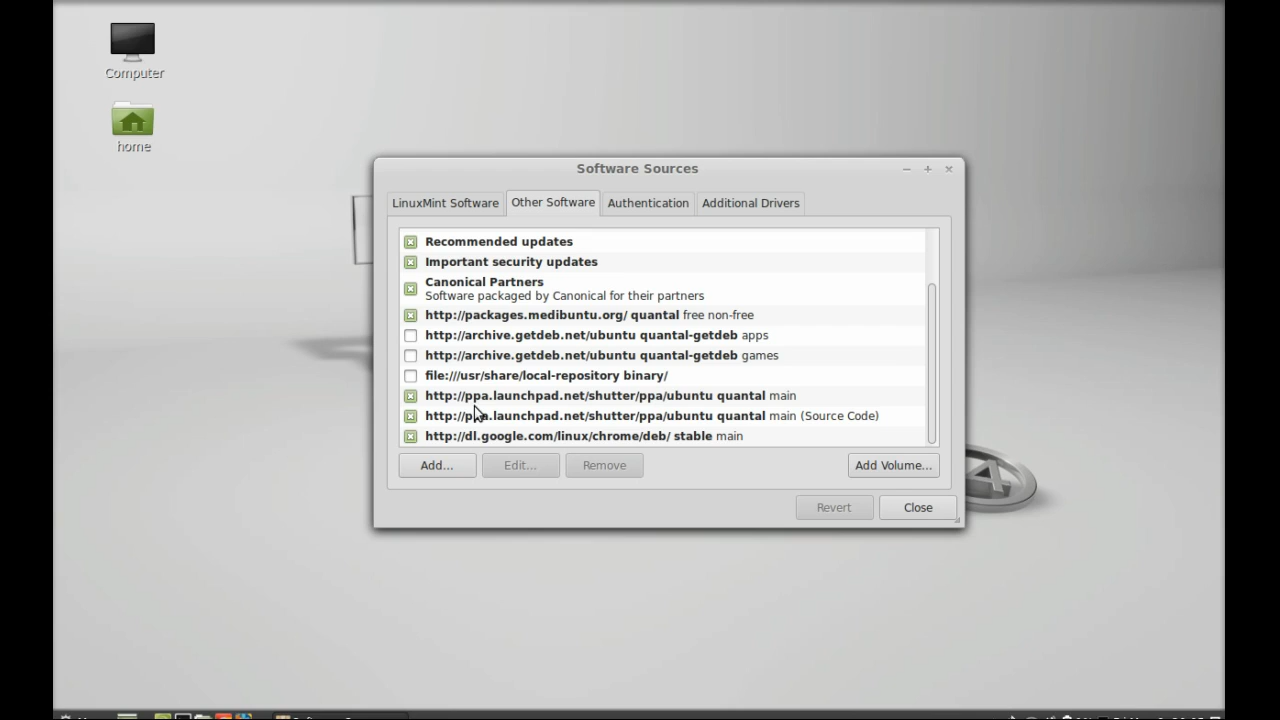 Computer
home
Software Sources
LinuxMint Software
Other Software
Authentication
Additional Drivers
Recommended updates
Important security updates
Canonical Partners
Software packaged by Canonical for their partners
http://packages.medibuntu.org/ quantal free non-free
http://archive.getdeb.net/ubuntu quantal-getdeb apps
http://archive.getdeb.net/ubuntu quantal-getdeb games
file:///usr/share/local-repository binary/
http://ppa.launchpad.net/shutter/ppa/ubuntu quantal main
http://ppa.launchpad.net/shutter/ppa/ubuntu quantal main (Source Code)
http://dl.google.com/linux/chrome/deb/ stable main
Add...
Edit...
Remove
Add Volume...
Revert
Close